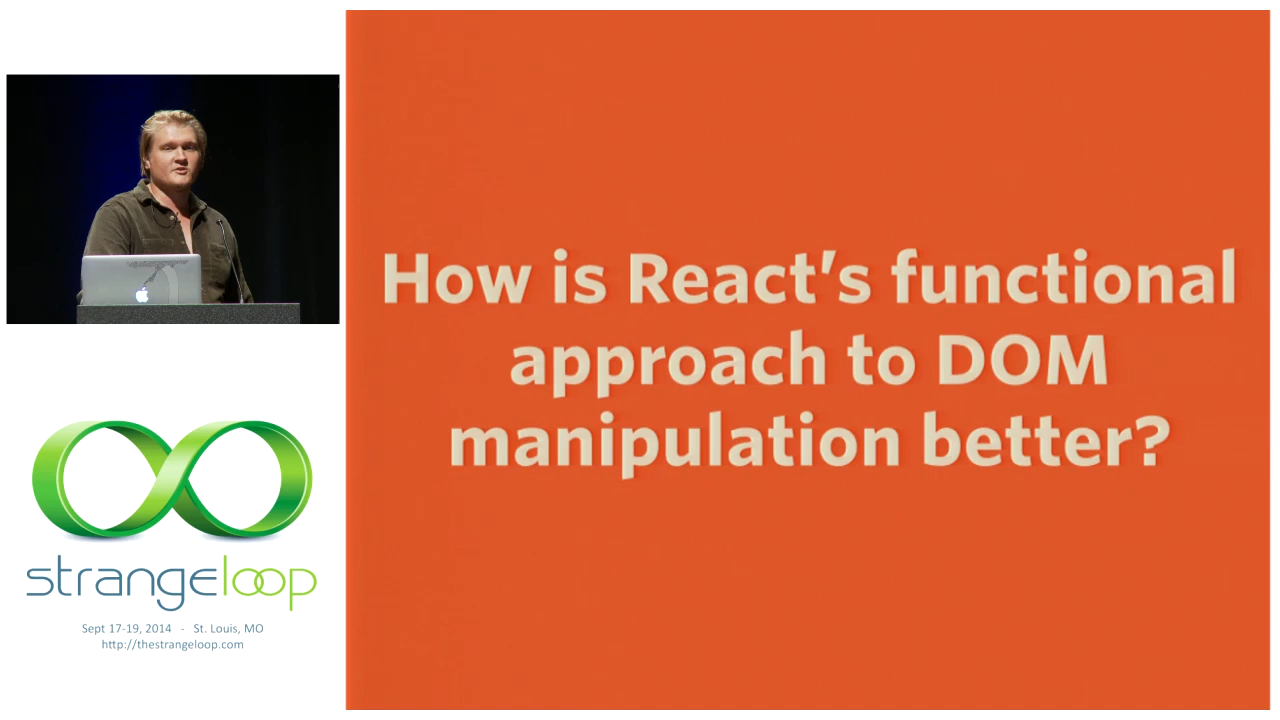 How is React's functional
approach to DOM
manipulation better?
strangeloop
Sept 17-19, 2014 - St. Louis, MO
http://thestrangeloop.com